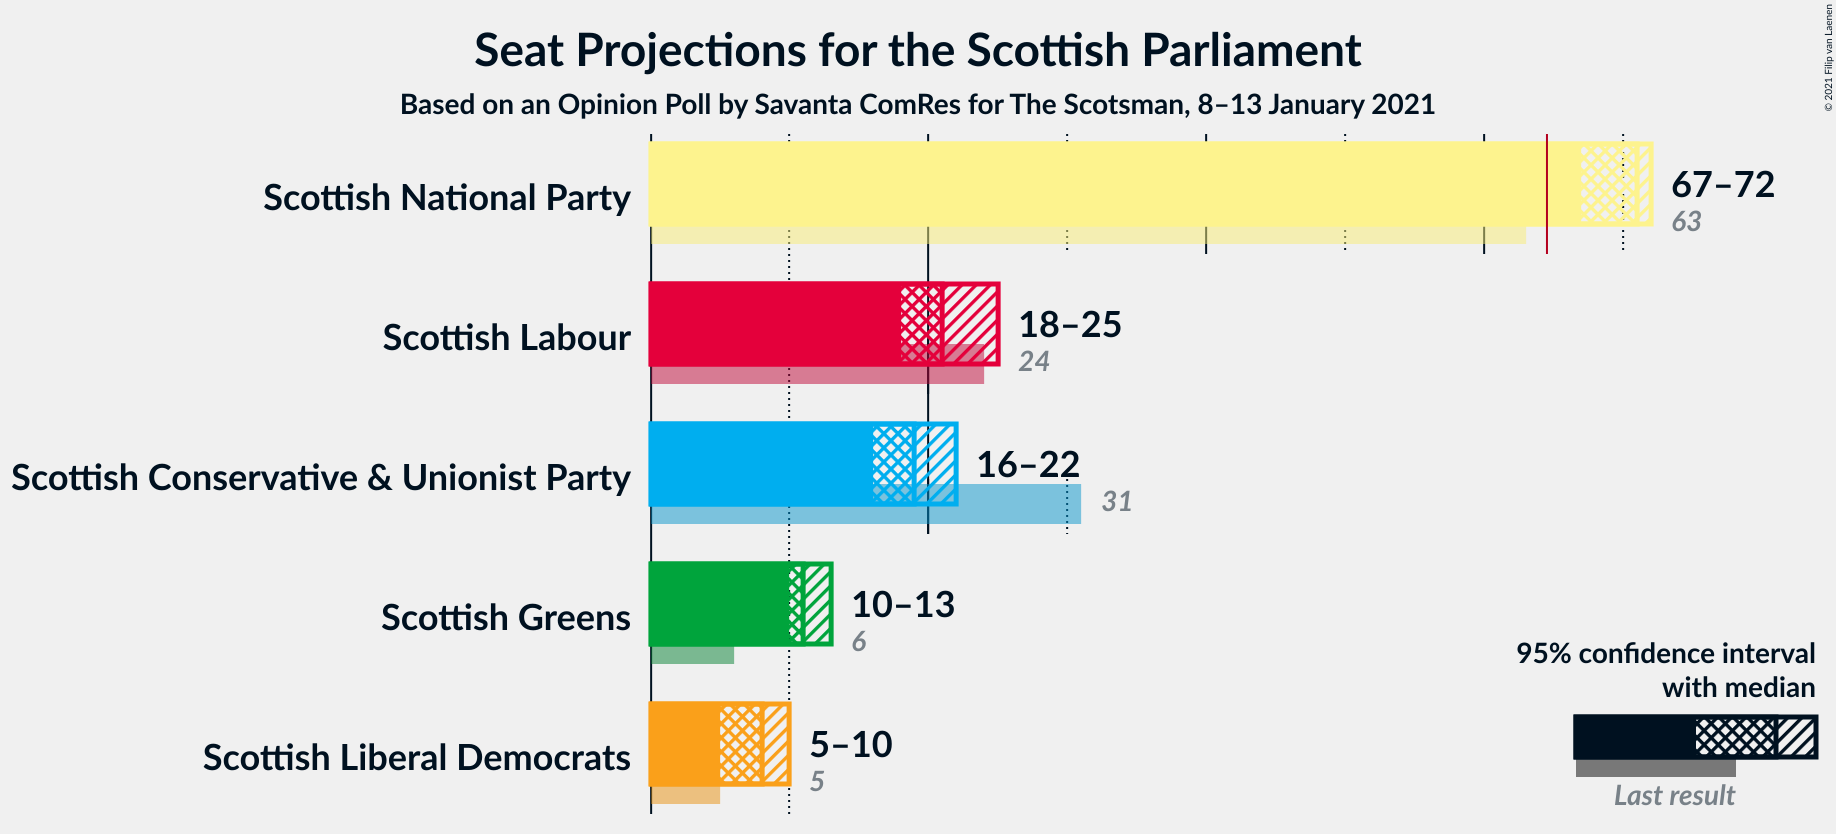 Seat Projections for the Scottish Parliament
Based on an Opinion Poll by Savanta ComRes for The Scotsman, 8–13 January 2021
© 2021 Filip van Laenen
Scottish National Party
67–72
63
Scottish Labour
18–25
24
Scottish Conservative & Unionist Party
16–22
31
Scottish Greens
10–13
6
Scottish Liberal Democrats
5–10
5
95% confidence interval
with median
Last result